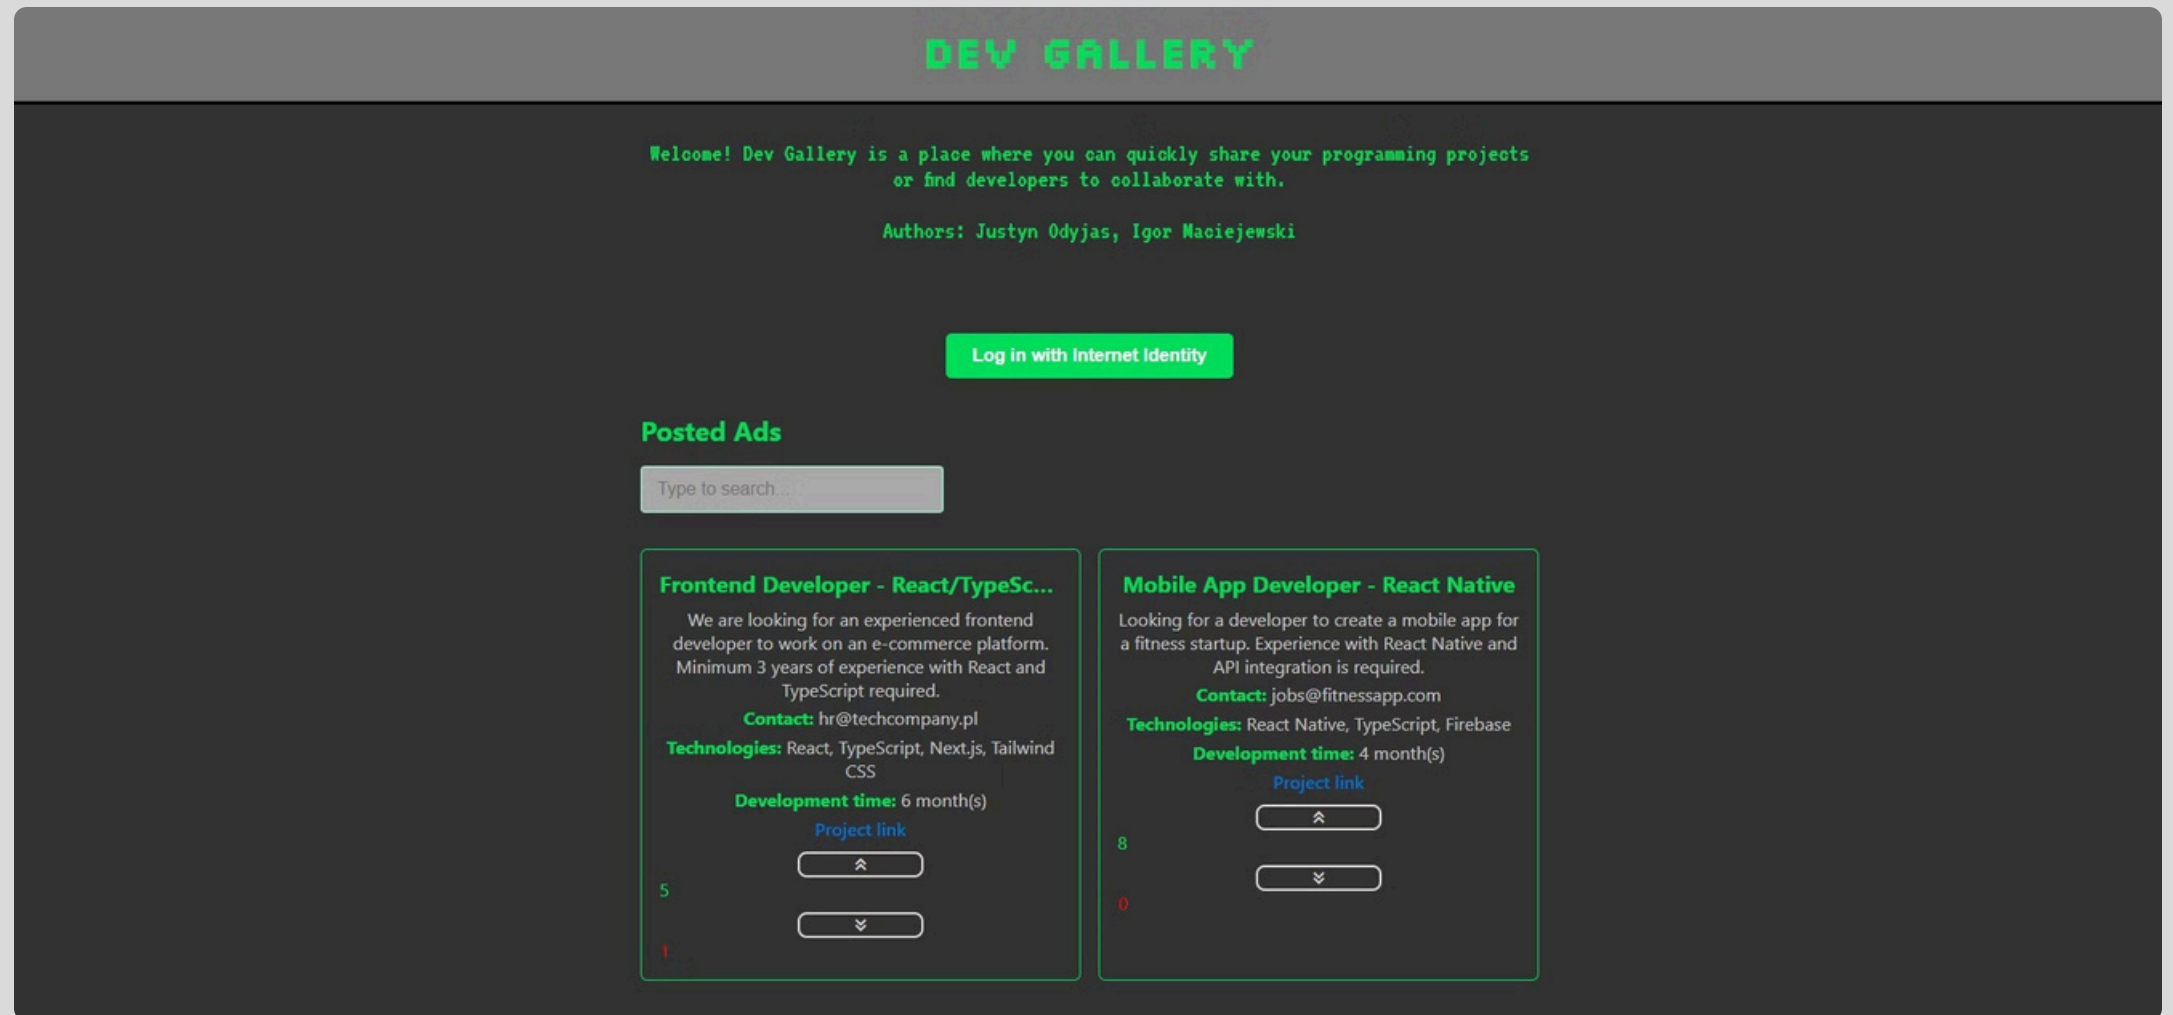 DEV GALLERY
Welcome! Dev Gallery is a place where you can quickly share your programming projects
or find developers to collaborate with.
Authors: Justyn Odyjas, Igor Maciejewski
Log in with Internet Identity
Posted Ads
Type to search...
Frontend Developer - React/TypeSc...
We are looking for an experienced frontend
developer to work on an e-commerce platform.
Minimum 3 years of experience with React and
TypeScript required.
Contact: hr@techcompany.pl
Technologies: React, TypeScript, Next.js, Tailwind
CSS
Development time: 6 month(s)
Project link
5
1
Mobile App Developer - React Native
Looking for a developer to create a mobile app for
a fitness startup. Experience with React Native and
API integration is required.
Contact: jobs@fitnessapp.com
Technologies: React Native, TypeScript, Firebase
Development time: 4 month(s)
Project link
8
0